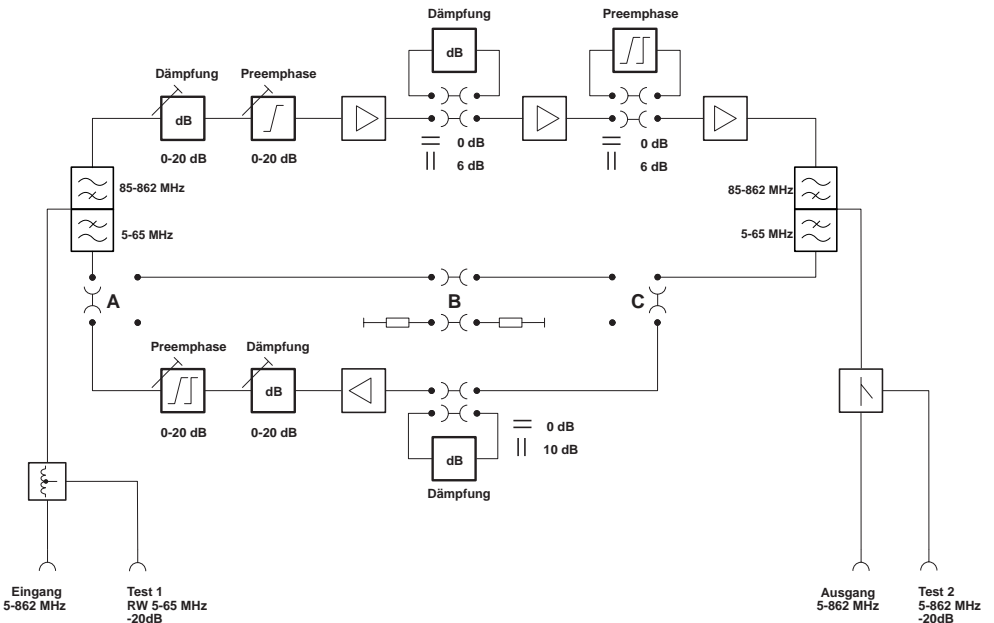 Dämpfung
Preemphase
dB
Dämpfung
Preemphase
dB
0-20 dB
0-20 dB
0 dB
6 dB
0 dB
6 dB
85-862 MHz
5-65 MHz
85-862 MHz
5-65 MHz
A
B
C
Preemphase
Dämpfung
dB
0-20 dB
0-20 dB
0 dB
10 dB
dB
Dämpfung
Eingang
5-862 MHz
Test 1
RW 5-65 MHz
-20dB
Ausgang
5-862 MHz
Test 2
5-862 MHz
-20dB